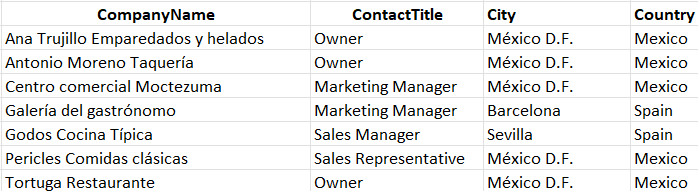 CompanyName ContactTitle City Country
Ana Trujillo Emparedados y helados Owner México D.F. Mexico
Antonio Moreno Taquería Owner México D.F. Mexico
Centro comercial Moctezuma Marketing Manager México D.F. Mexico
Galería del gastrónomo Marketing Manager Barcelona Spain
Godos Cocina Típica Sales Manager Sevilla Spain
Pericles Comidas clásicas Sales Representative México D.F. Mexico
Tortuga Restaurante Owner México D.F. Mexico